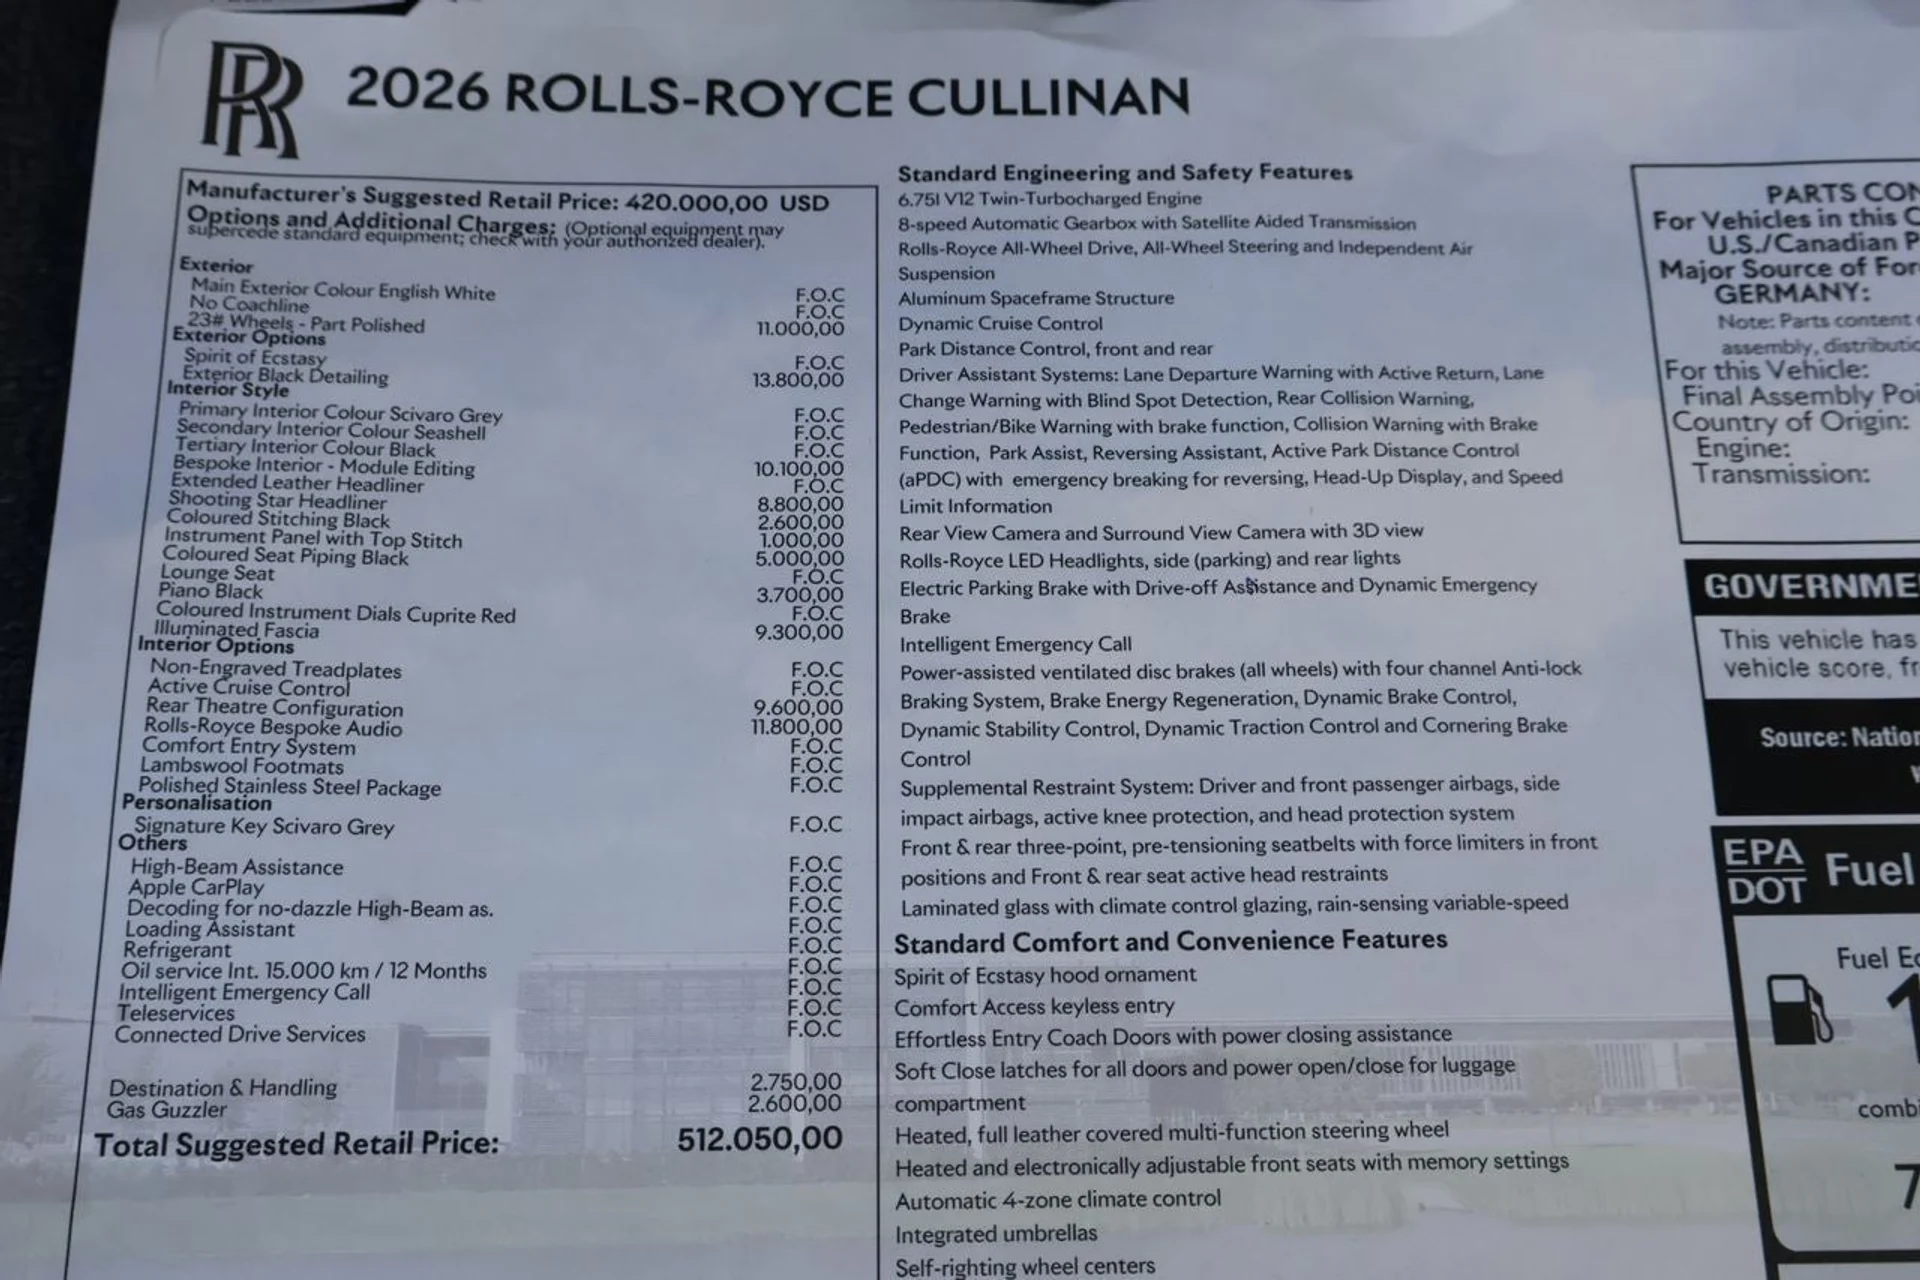 RR
2026 ROLLS-ROYCE CULLINAN
Manufacturer's Suggested Retail Price: 420.000,00 USD
Options and Additional Charges: (Optional equipment may
supercede standard equipment; check with your authorized dealer).
Exterior
Main Exterior Colour English White F.O.C
No Coachline F.O.C
23# Wheels - Part Polished 11.000,00
Exterior Options
Spirit of Ecstasy F.O.C
Exterior Black Detailing 13.800,00
Interior Style
Primary Interior Colour Scivaro Grey F.O.C
Secondary Interior Colour Seashell F.O.C
Tertiary Interior Colour Black F.O.C
Bespoke Interior - Module Editing 10.100,00
Extended Leather Headliner F.O.C
Shooting Star Headliner 8.800,00
Coloured Stitching Black 2.600,00
Instrument Panel with Top Stitch 1.000,00
Coloured Seat Piping Black 5.000,00
Lounge Seat F.O.C
Piano Black 3.700,00
Coloured Instrument Dials Cuprite Red F.O.C
Illuminated Fascia 9.300,00
Interior Options
Non-Engraved Treadplates F.O.C
Active Cruise Control F.O.C
Rear Theatre Configuration 9.600,00
Rolls-Royce Bespoke Audio 11.800,00
Comfort Entry System F.O.C
Lambswool Footmats F.O.C
Polished Stainless Steel Package F.O.C
Personalisation
Signature Key Scivaro Grey F.O.C
Others
High-Beam Assistance F.O.C
Apple CarPlay F.O.C
Decoding for no-dazzle High-Beam as. F.O.C
Loading Assistant F.O.C
Refrigerant F.O.C
Oil service Int. 15.000 km / 12 Months F.O.C
Intelligent Emergency Call F.O.C
Teleservices F.O.C
Connected Drive Services F.O.C
Destination & Handling 2.750,00
Gas Guzzler 2.600,00
Total Suggested Retail Price: 512.050,00
Standard Engineering and Safety Features
6.75l V12 Twin-Turbocharged Engine
8-speed Automatic Gearbox with Satellite Aided Transmission
Rolls-Royce All-Wheel Drive, All-Wheel Steering and Independent Air
Suspension
Aluminum Spaceframe Structure
Dynamic Cruise Control
Park Distance Control, front and rear
Driver Assistant Systems: Lane Departure Warning with Active Return, Lane
Change Warning with Blind Spot Detection, Rear Collision Warning,
Pedestrian/Bike Warning with brake function, Collision Warning with Brake
Function, Park Assist, Reversing Assistant, Active Park Distance Control
(aPDC) with emergency breaking for reversing, Head-Up Display, and Speed
Limit Information
Rear View Camera and Surround View Camera with 3D view
Rolls-Royce LED Headlights, side (parking) and rear lights
Electric Parking Brake with Drive-off Assistance and Dynamic Emergency
Brake
Intelligent Emergency Call
Power-assisted ventilated disc brakes (all wheels) with four channel Anti-lock
Braking System, Brake Energy Regeneration, Dynamic Brake Control,
Dynamic Stability Control, Dynamic Traction Control and Cornering Brake
Control
Supplemental Restraint System: Driver and front passenger airbags, side
impact airbags, active knee protection, and head protection system
Front & rear three-point, pre-tensioning seatbelts with force limiters in front
positions and Front & rear seat active head restraints
Laminated glass with climate control glazing, rain-sensing variable-speed
Standard Comfort and Convenience Features
Spirit of Ecstasy hood ornament
Comfort Access keyless entry
Effortless Entry Coach Doors with power closing assistance
Soft Close latches for all doors and power open/close for luggage
compartment
Heated, full leather covered multi-function steering wheel
Heated and electronically adjustable front seats with memory settings
Automatic 4-zone climate control
Integrated umbrellas
Self-righting wheel centers
PARTS CON
For Vehicles in this C
U.S./Canadian P
Major Source of For
GERMANY:
Note: Parts content
assembly, distributio
For this Vehicle:
Final Assembly Poi
Country of Origin:
Engine:
Transmission:
GOVERNME
This vehicle has
vehicle score, fr
Source: Nation
EPA
DOT
Fuel
Fuel Ec
1
combi
7